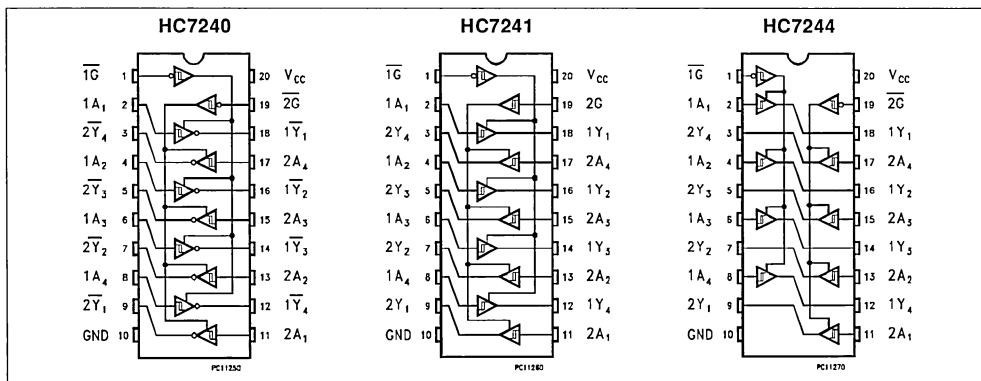 HC7240 HC7241 HC7244
1G 1 20 VCC 1G 1 20 VCC 1G 1 20 VCC
1A1 2 19 2G 1A1 2 19 2G 1A1 2 19 2G
2Y4 3 18 1Y1 2Y4 3 18 1Y1 2Y4 3 18 1Y1
1A2 4 17 2A4 1A2 4 17 2A4 1A2 4 17 2A4
2Y3 5 16 1Y2 2Y3 5 16 1Y2 2Y3 5 16 1Y2
1A3 6 15 2A3 1A3 6 15 2A3 1A3 6 15 2A3
2Y2 7 14 1Y3 2Y2 7 14 1Y3 2Y2 7 14 1Y3
1A4 8 13 2A2 1A4 8 13 2A2 1A4 8 13 2A2
2Y1 9 12 1Y4 2Y1 9 12 1Y4 2Y1 9 12 1Y4
GND 10 11 2A1 GND 10 11 2A1 GND 10 11 2A1
PC11250 PC11260 PC11270